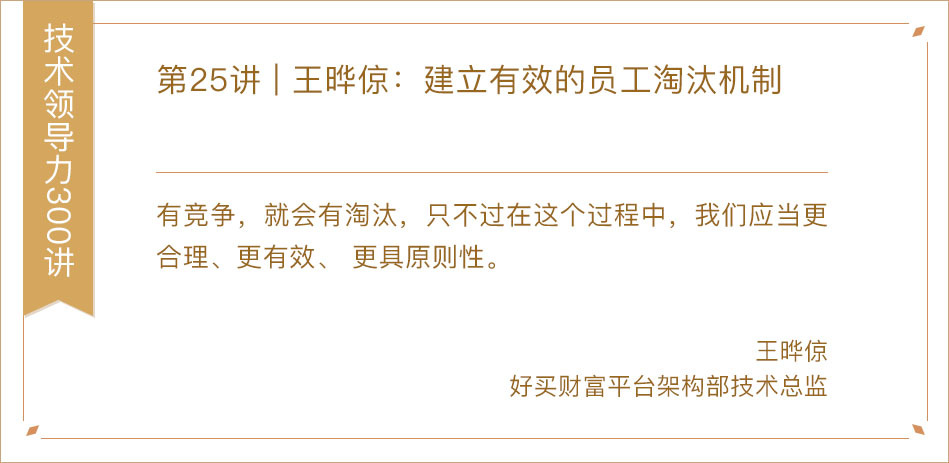 技术领导力300讲
第25讲 | 王晔倞：建立有效的员工淘汰机制
有竞争，就会有淘汰，只不过在这个过程中，我们应当更
合理、更有效、 更具原则性。
王晔倞
好买财富平台架构部技术总监